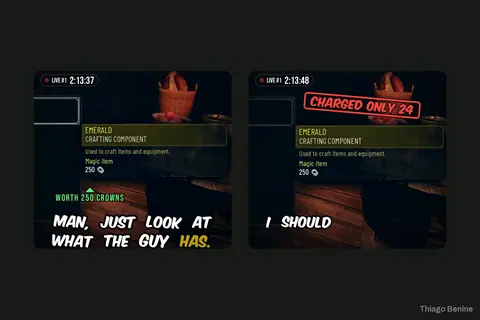 LIVE #1 2:13:37
EMERALD
CRAFTING COMPONENT
Used to craft items and equipment.
Magic item
250
WORTH 250 CROWNS
MAN, JUST LOOK AT
WHAT THE GUY HAS.
LIVE #1 2:13:48
CHARGED ONLY 24
EMERALD
CRAFTING COMPONENT
Used to craft items and equipment.
Magic item
250
I SHOULD
Thiago Benine